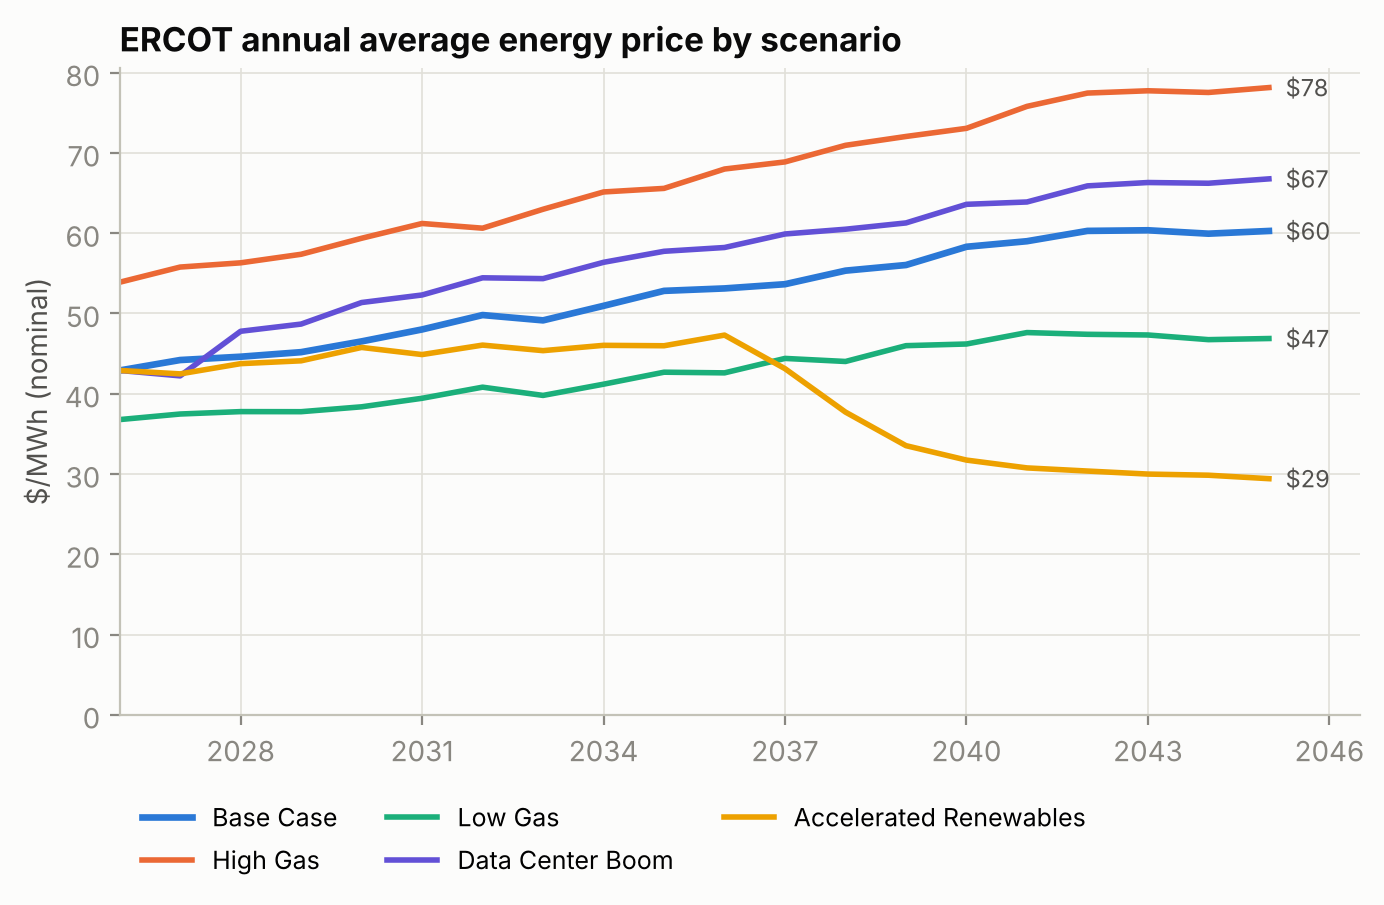 ERCOT annual average energy price by scenario
$/MWh (nominal)
80
70
60
50
40
30
20
10
0
$78
$67
$60
$47
$29
2028 2031 2034 2037 2040 2043 2046
Base Case Low Gas Accelerated Renewables
High Gas Data Center Boom